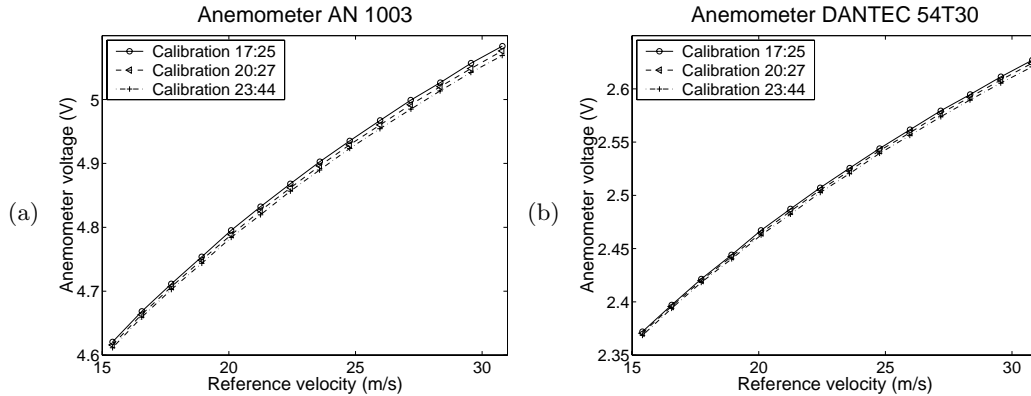 Anemometer AN 1003
Calibration 17:25
Calibration 20:27
Calibration 23:44
5
4.9
4.8
4.7
4.6
15
20
25
30
Anemometer voltage (V)
Reference velocity (m/s)
(a)
Anemometer DANTEC 54T30
Calibration 17:25
Calibration 20:27
Calibration 23:44
2.6
2.55
2.5
2.45
2.4
2.35
15
20
25
30
Anemometer voltage (V)
Reference velocity (m/s)
(b)